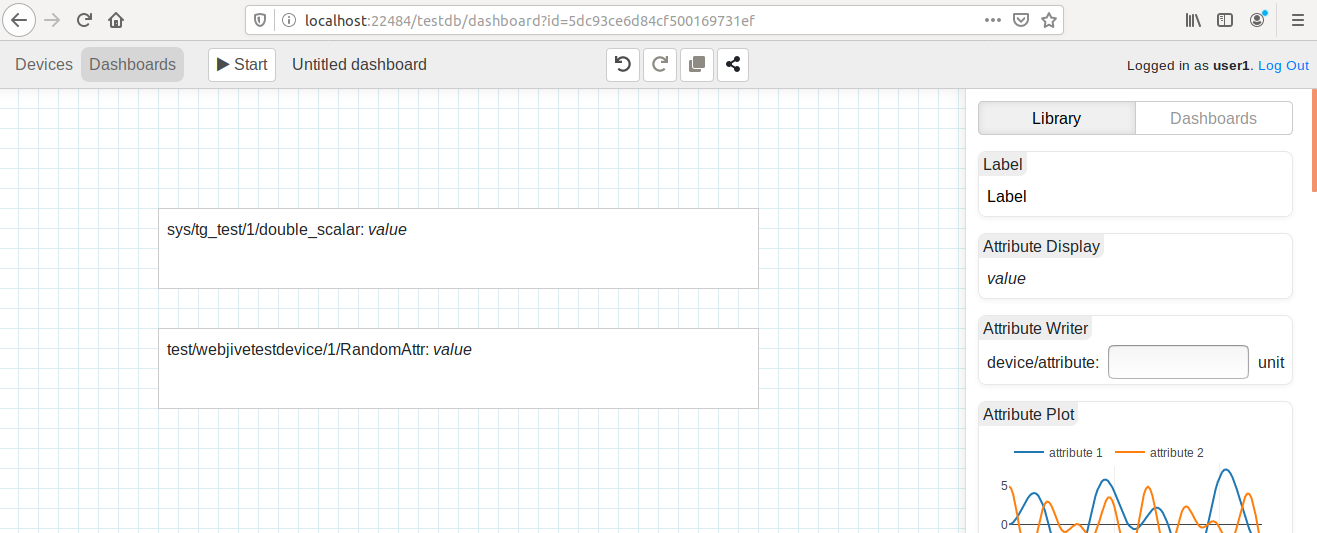 localhost:22484/testdb/dashboard?id=5dc93ce6d84cf500169731ef
Devices Dashboards Start Untitled dashboard Logged in as user1. Log Out
Library Dashboards
Label
Label
sys/tg_test/1/double_scalar: value
Attribute Display
value
test/webjivetestdevice/1/RandomAttr: value
Attribute Writer
device/attribute: unit
Attribute Plot
attribute 1 attribute 2
5
0